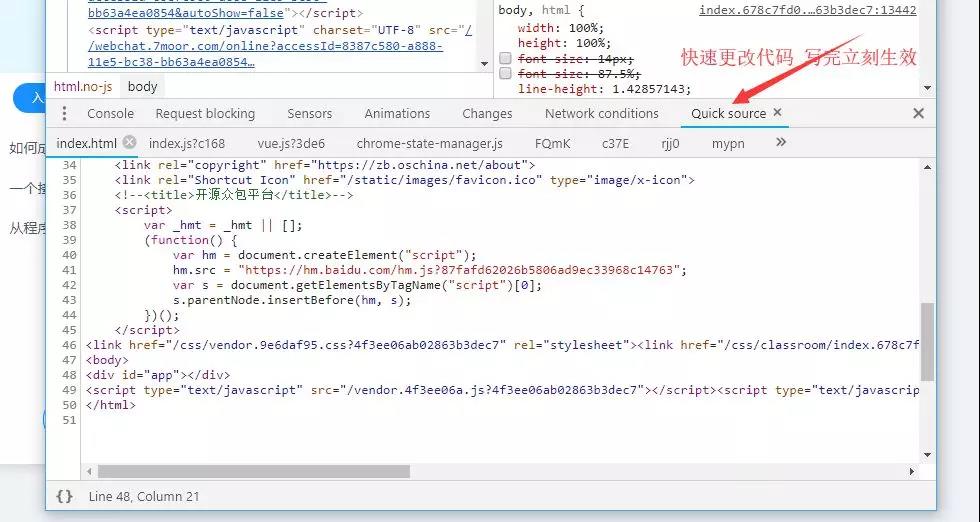 bb63a4ea0854&autoShow=false"></script>
<script type="text/javascript" charset="UTF-8" src="/
/webchat.7moor.com/online?accessId=8387c580-a888-
11e5-bc38-bb63a4ea0854…
html.no-js body
body, html { index.678c7fd0.…63b3dec7:13442
width: 100%;
height: 100%;
font-size: 14px;
font-size: 87.5%;
line-height: 1.42857143;
快速更改代码 写完立刻生效
入
如何成
一个接
从程序
Console Request blocking Sensors Animations Changes Network conditions Quick source
index.html index.js?c168 vue.js?3de6 chrome-state-manager.js FQmK c37E rjj0 mypn
34 <link rel="copyright" href="https://zb.oschina.net/about">
35 <link rel="Shortcut Icon" href="/static/images/favicon.ico" type="image/x-icon">
36 <!--<title>开源众包平台</title>-->
37 <script>
38 var _hmt = _hmt || [];
39 (function() {
40 var hm = document.createElement("script");
41 hm.src = "https://hm.baidu.com/hm.js?87fafd62026b5806ad9ec33968c14763";
42 var s = document.getElementsByTagName("script")[0];
43 s.parentNode.insertBefore(hm, s);
44 })();
45 </script>
46 <link href="/css/vendor.9e6daf95.css?4f3ee06ab02863b3dec7" rel="stylesheet"><link href="/css/classroom/index.678c7f
47 <body>
48 <div id="app"></div>
49 <script type="text/javascript" src="/vendor.4f3ee06a.js?4f3ee06ab02863b3dec7"></script><script type="text/javascrip
50 </html>
51
{} Line 48, Column 21